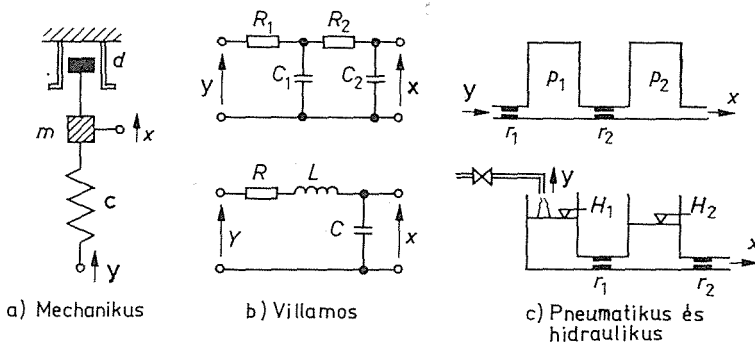 d
m
x
c
y
a) Mechanikus
R1 R2
y C1 C2 x
R L
Y C x
b) Villamos
P1 P2
y x
r1 r2
y H1 H2
x
r1 r2
c) Pneumatikus és
hidraulikus